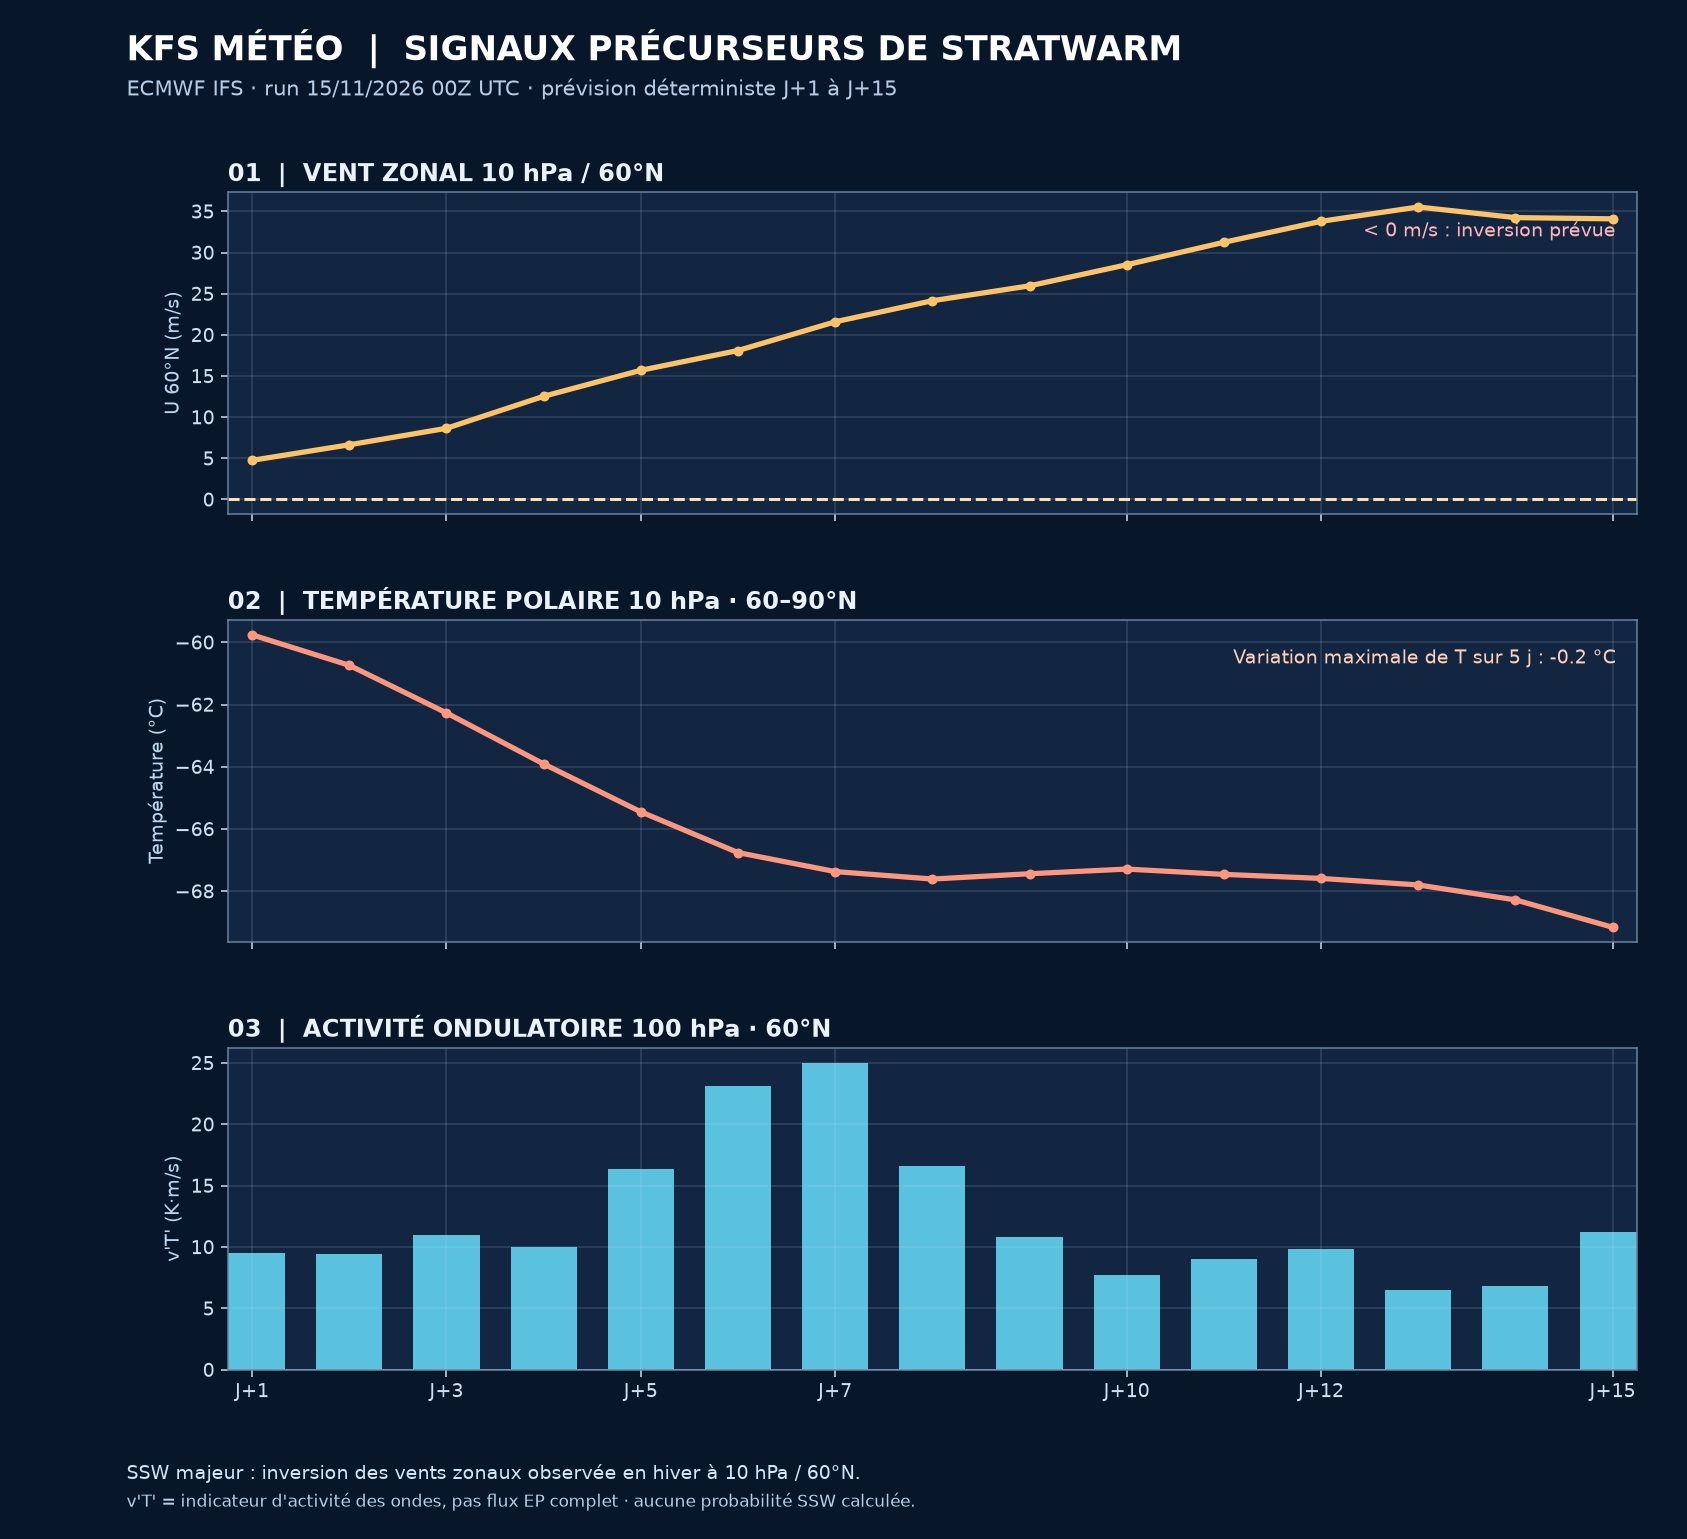 KFS MÉTÉO | SIGNAUX PRÉCURSEURS DE STRATWARM
ECMWF IFS · run 15/11/2026 00Z UTC · prévision déterministe J+1 à J+15
01 | VENT ZONAL 10 hPa / 60°N
< 0 m/s : inversion prévue
U 60°N (m/s)
35
30
25
20
15
10
5
0
02 | TEMPÉRATURE POLAIRE 10 hPa · 60–90°N
Variation maximale de T sur 5 j : -0.2 °C
Température (°C)
−60
−62
−64
−66
−68
03 | ACTIVITÉ ONDULATOIRE 100 hPa · 60°N
v'T' (K·m/s)
25
20
15
10
5
0
J+1 J+3 J+5 J+7 J+10 J+12 J+15
SSW majeur : inversion des vents zonaux observée en hiver à 10 hPa / 60°N.
v'T' = indicateur d'activité des ondes, pas flux EP complet · aucune probabilité SSW calculée.